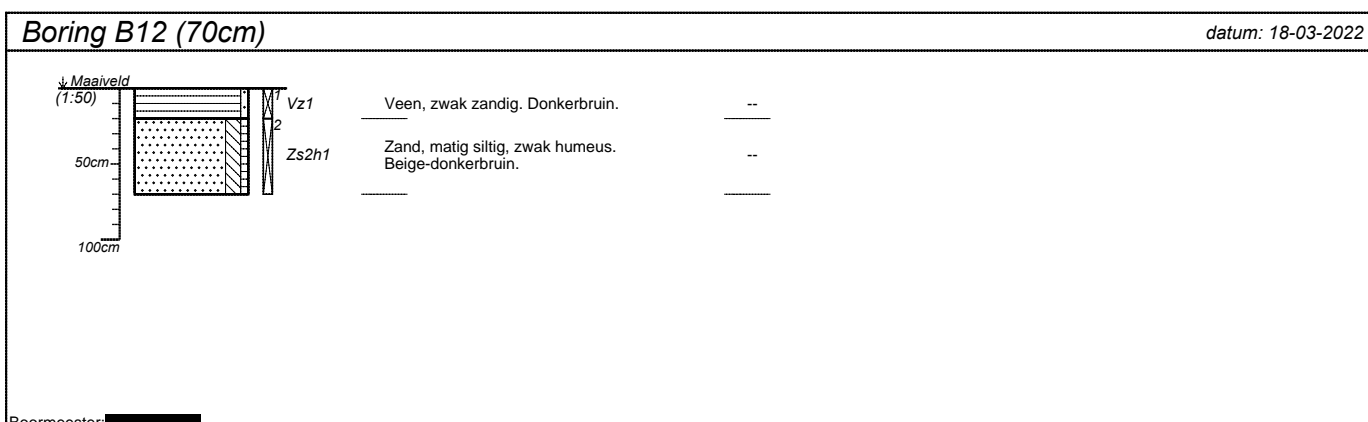 Boring B12 (70cm) datum: 18-03-2022
Maaiveld
(1:50) 1 Vz1 Veen, zwak zandig. Donkerbruin. --
2
50cm Zs2h1 Zand, matig siltig, zwak humeus. --
Beige-donkerbruin.
100cm
Boormeester: